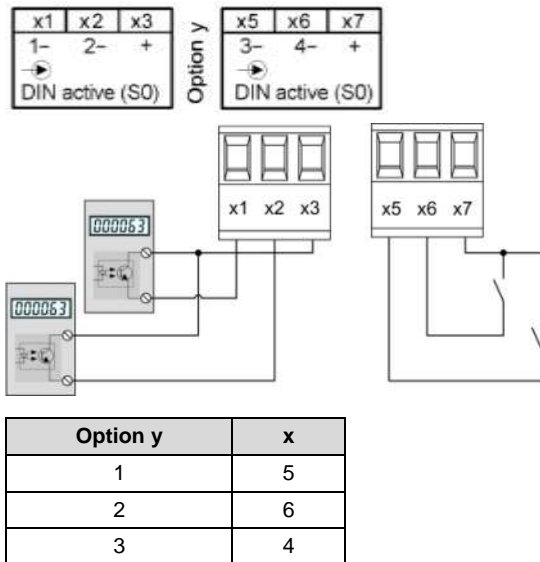 x1 x2 x3
1– 2– +
DIN active (S0)
Option y
x5 x6 x7
3– 4– +
DIN active (S0)
x1 x2 x3
x5 x6 x7
000063
000063
Option y x
1 5
2 6
3 4